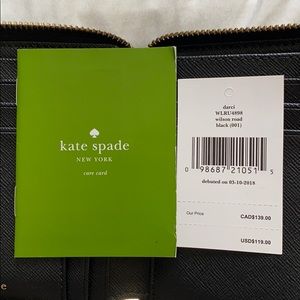 kate spade
NEW YORK
care card
darci
WLRU4898
wilson road
black (001)
0 98687 21051 5
debuted on 05-10-2018
Our Price
CAD$139.00
USD$119.00
e